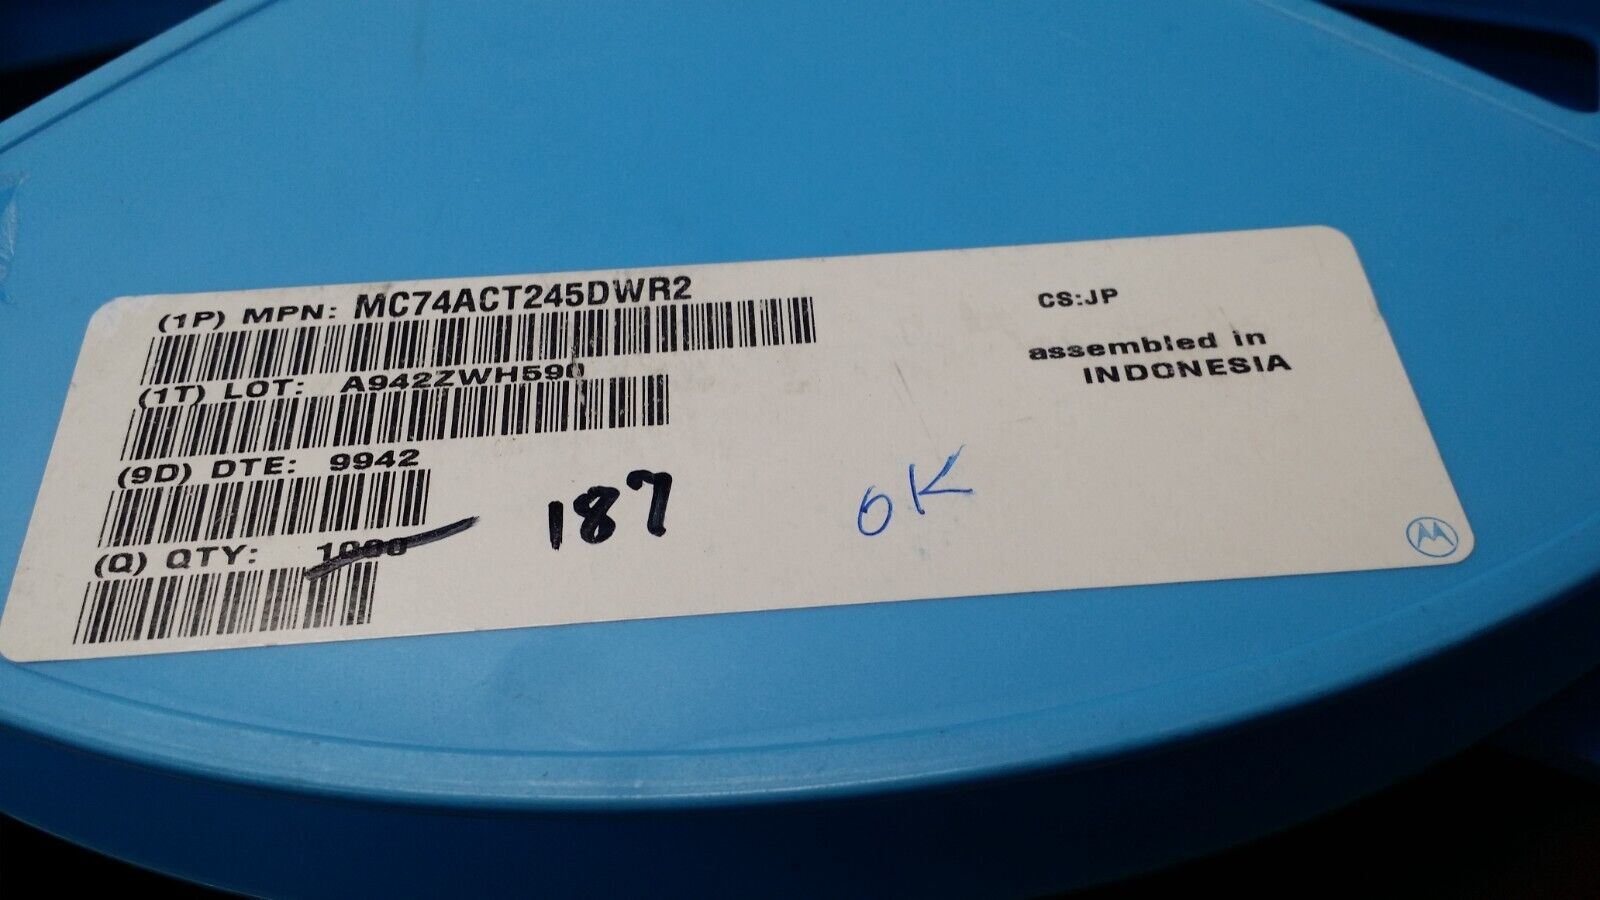 (1P) MPN: MC74ACT245DWR2
(1T) LOT: A942ZWH590
(9D) DTE: 9942
(Q) QTY: 1000
187
OK
CS:JP
assembled in
INDONESIA